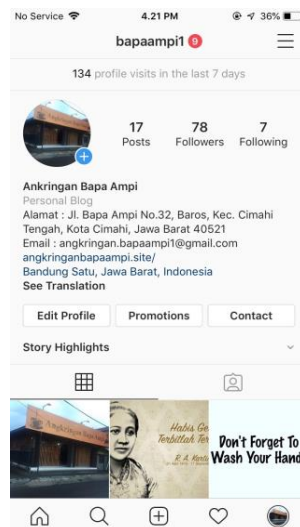 No Service 4.21 PM 36%
bapaampi1 9
134 profile visits in the last 7 days
17 78 7
Posts Followers Following
Ankringan Bapa Ampi
Personal Blog
Alamat : Jl. Bapa Ampi No.32, Baros, Kec. Cimahi
Tengah, Kota Cimahi, Jawa Barat 40521
Email : angkringan.bapaampi1@gmail.com
angkringanbapaampi.site/
Bandung Satu, Jawa Barat, Indonesia
See Translation
Edit Profile Promotions Contact
Story Highlights
Angkringan Bapa
Habis Ge
Terbitlah Ter
R. A. Kartin
Don't Forget To
Wash Your Hand